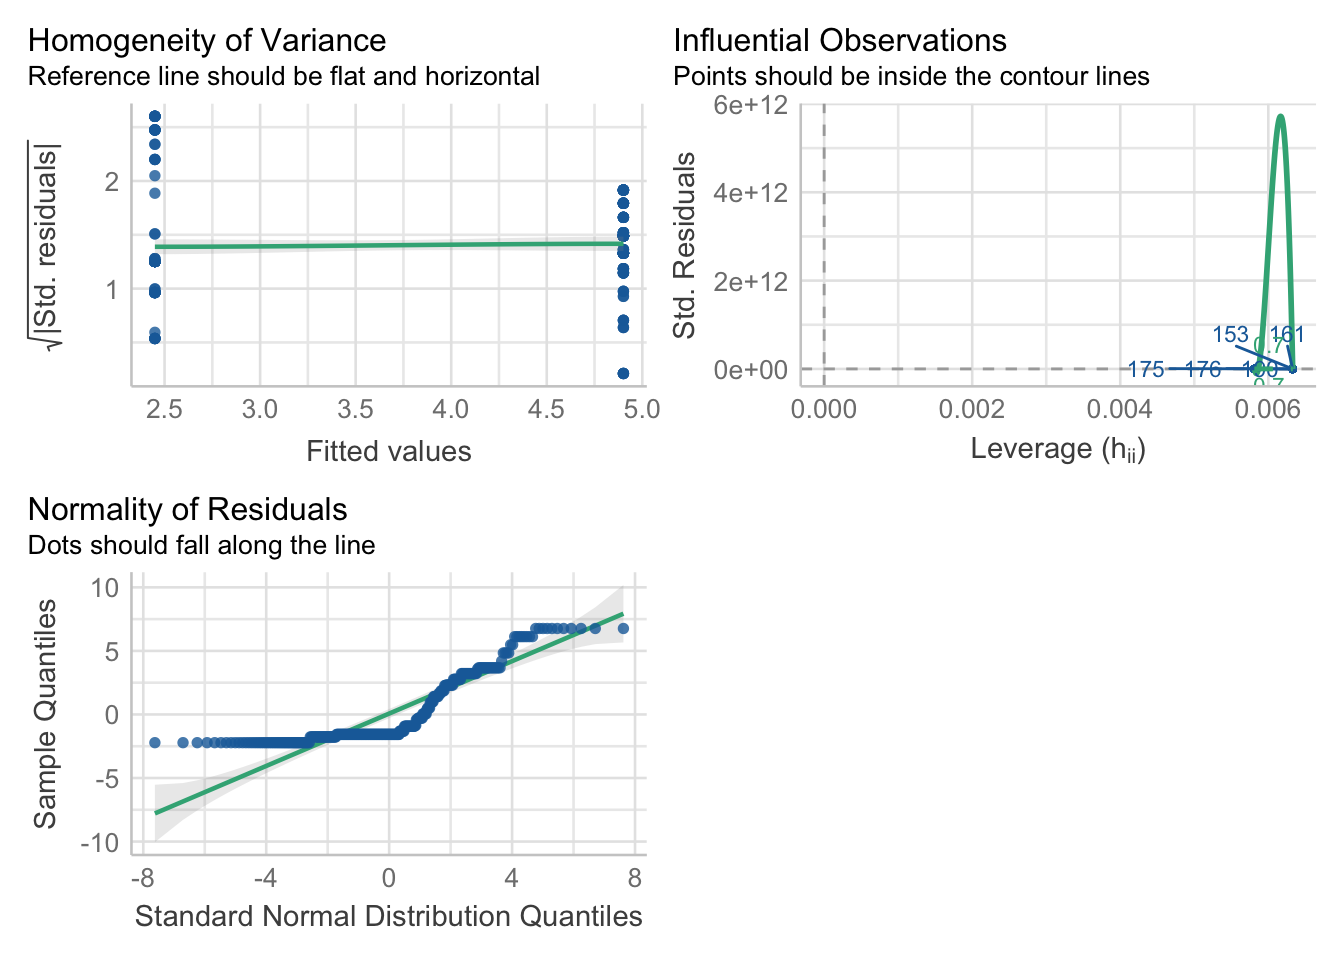 Homogeneity of Variance
Reference line should be flat and horizontal
√|Std. residuals|
2
1
2.5 3.0 3.5 4.0 4.5 5.0
Fitted values
Influential Observations
Points should be inside the contour lines
Std. Residuals
6e+12
4e+12
2e+12
0e+00
153 161
0.7
175 176
0.7
0.000 0.002 0.004 0.006
Leverage (hii)
Normality of Residuals
Dots should fall along the line
Sample Quantiles
10
5
0
-5
-10
-8 -4 0 4 8
Standard Normal Distribution Quantiles